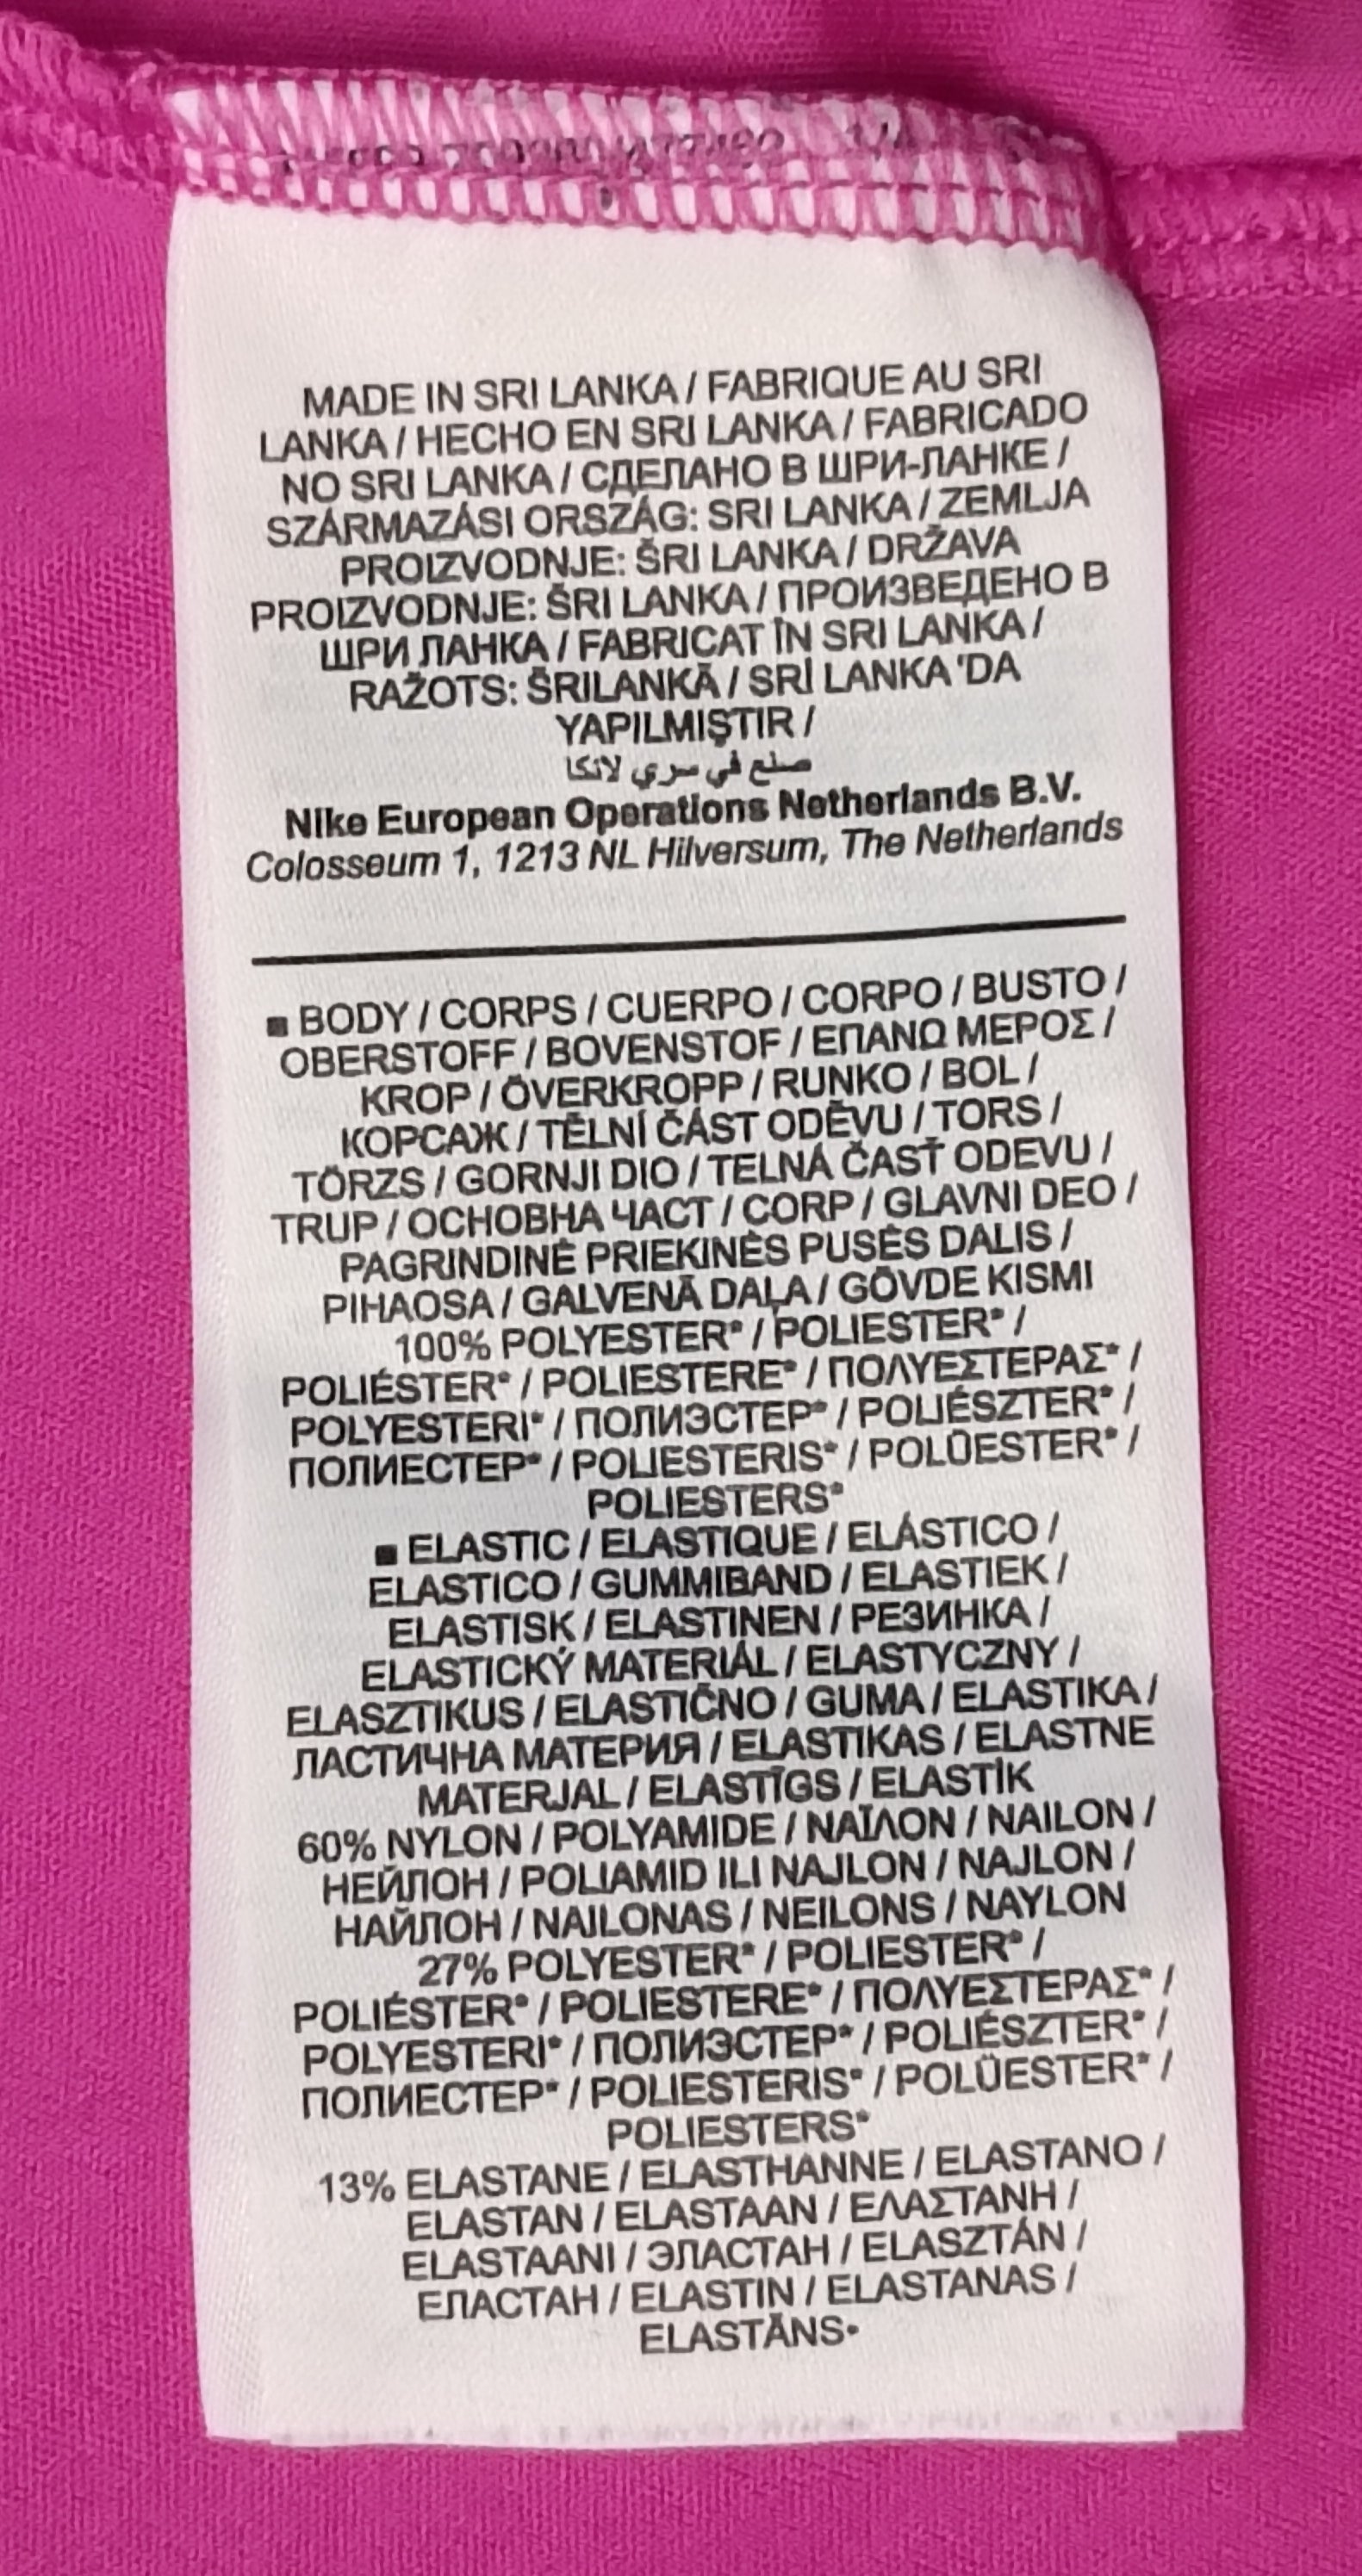 MADE IN SRI LANKA / FABRIQUE AU SRI
LANKA / HECHO EN SRI LANKA / FABRICADO
NO SRI LANKA / СДЕЛАНО В ШРИ-ЛАНКЕ /
SZÁRMAZÁSI ORSZÁG: SRI LANKA / ZEMLJA
PROIZVODNJE: ŠRI LANKA / DRŽAVA
PROIZVODNJE: ŠRI LANKA / ПРОИЗВЕДЕНО В
ШРИ ЛАНКА / FABRICAT ÎN SRI LANKA /
RAŽOTS: ŠRILANKĀ / SRİ LANKA 'DA
YAPILMIŞTIR /
صنع في سري لانكا
Nike European Operations Netherlands B.V.
Colosseum 1, 1213 NL Hilversum, The Netherlands
■ BODY / CORPS / CUERPO / CORPO / BUSTO /
OBERSTOFF / BOVENSTOF / ΕΠΑΝΩ ΜΕΡΟΣ /
KROP / ÖVERKROPP / RUNKO / BOL /
КОРСАЖ / TĚLNÍ ČÁST ODĚVU / TORS /
TÖRZS / GORNJI DIO / TELNÁ ČASŤ ODEVU /
TRUP / ОСНОВНА ЧАСТ / CORP / GLAVNI DEO /
PAGRINDINĖ PRIEKINĖS PUSĖS DALIS /
PIHAOSA / GALVENĀ DAĻA / GÖVDE KISMI
100% POLYESTER* / POLIESTER* /
POLIÉSTER* / POLIESTERE* / ΠΟΛΥΕΣΤΕΡΑΣ* /
POLYESTERI* / ПОЛИЭСТЕР* / POLIÉSZTER* /
ПОЛИЕСТЕР* / POLIESTERIS* / POLÜESTER* /
POLIESTERS*
■ ELASTIC / ELASTIQUE / ELÁSTICO /
ELASTICO / GUMMIBAND / ELASTIEK /
ELASTISK / ELASTINEN / РЕЗИНКА /
ELASTICKÝ MATERIÁL / ELASTYCZNY /
ELASZTIKUS / ELASTIČNO / GUMA / ELASTIKA /
ЛАСТИЧНА МАТЕРИЯ / ELASTIKAS / ELASTNE
MATERJAL / ELASTĪGS / ELASTİK
60% NYLON / POLYAMIDE / ΝΑΪΛΟΝ / NAILON /
НЕЙЛОН / POLIAMID ILI NAJLON / NAJLON /
НАЙЛОН / NAILONAS / NEILONS / NAYLON
27% POLYESTER* / POLIESTER* /
POLIÉSTER* / POLIESTERE* / ΠΟΛΥΕΣΤΕΡΑΣ* /
POLYESTERI* / ПОЛИЭСТЕР* / POLIÉSZTER* /
ПОЛИЕСТЕР* / POLIESTERIS* / POLÜESTER* /
POLIESTERS*
13% ELASTANE / ELASTHANNE / ELASTANO /
ELASTAN / ELASTAAN / ΕΛΑΣΤΑΝΗ /
ELASTAANI / ЭЛАСТАН / ELASZTÁN /
ЕЛАСТАН / ELASTIN / ELASTANAS /
ELASTĀNS•